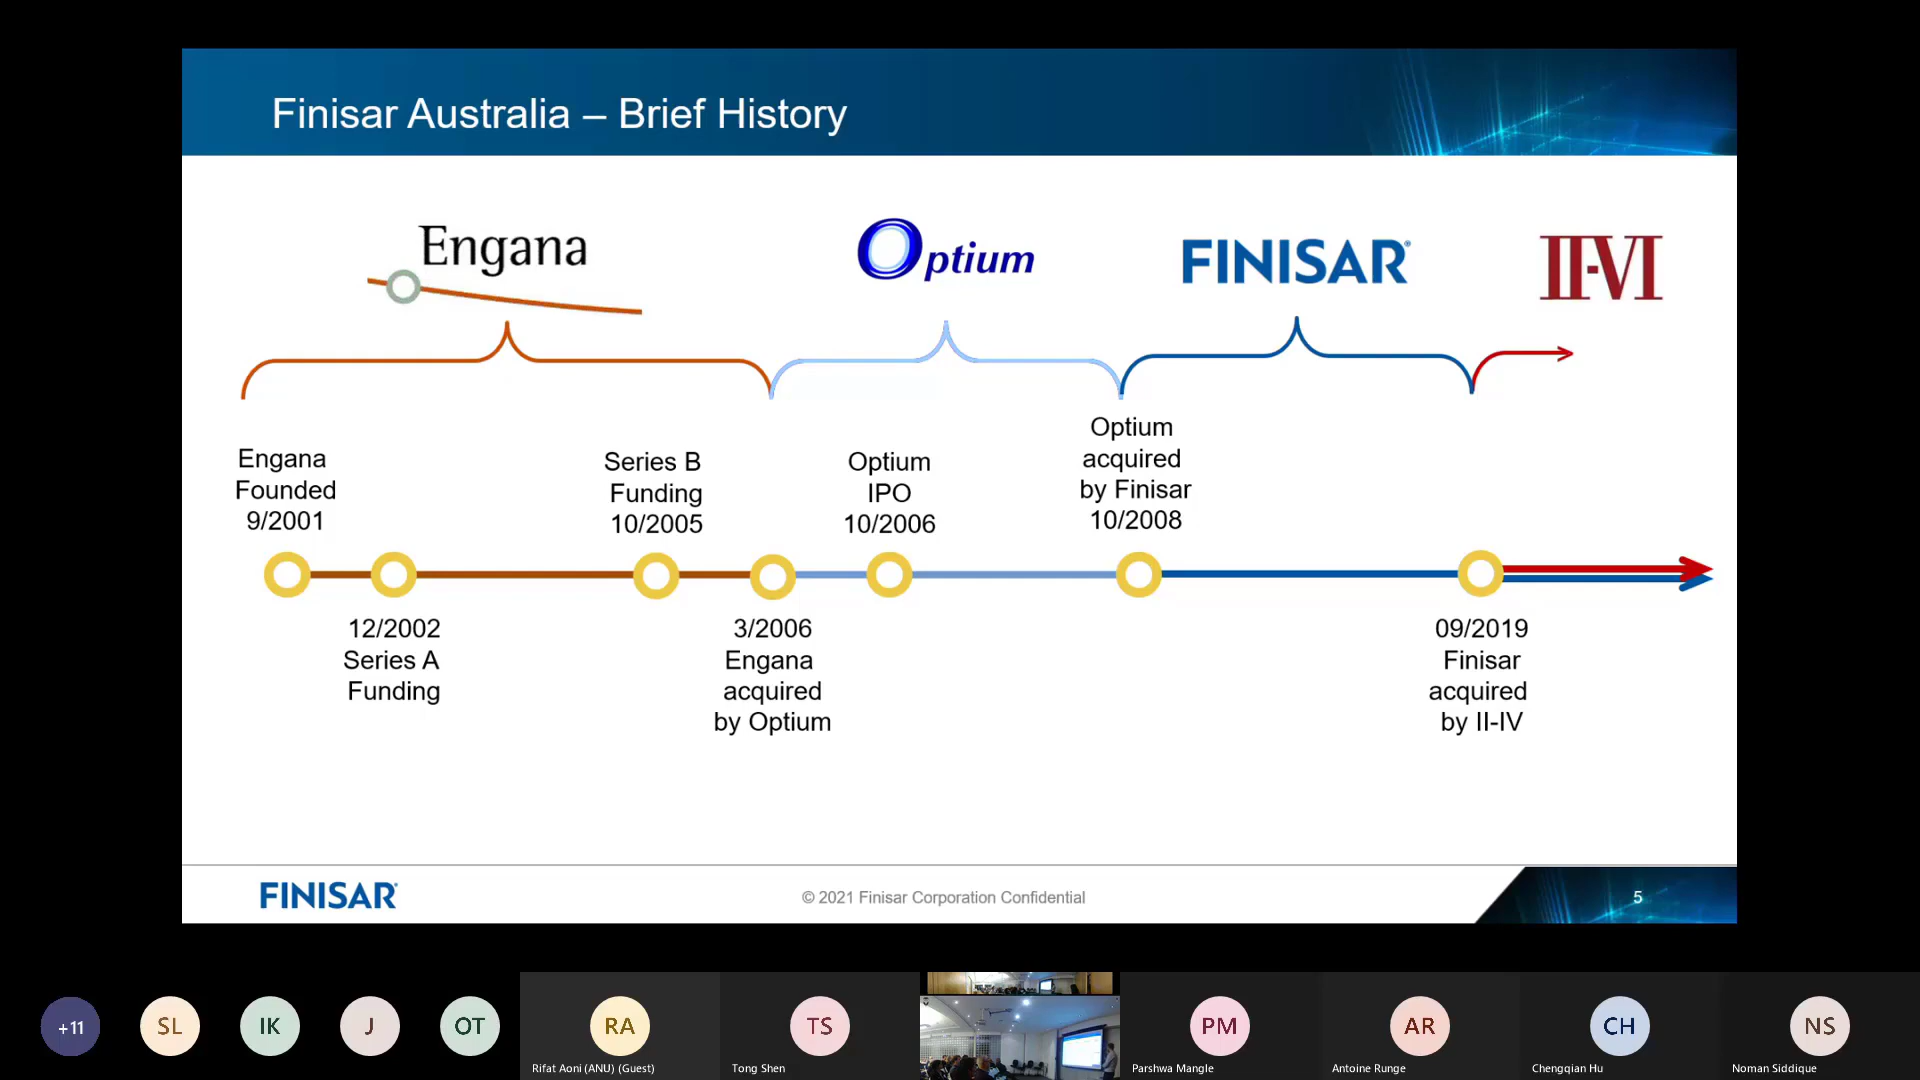 Finisar Australia – Brief History
Engana
Optium
FINISAR®
II-VI
Engana
Founded
9/2001
Series B
Funding
10/2005
Optium
IPO
10/2006
Optium
acquired
by Finisar
10/2008
12/2002
Series A
Funding
3/2006
Engana
acquired
by Optium
09/2019
Finisar
acquired
by II-IV
FINISAR
© 2021 Finisar Corporation Confidential
5
+11
SL
IK
J
OT
RA
Rifat Aoni (ANU) (Guest)
TS
Tong Shen
PM
Parshwa Mangle
AR
Antoine Runge
CH
Chengqian Hu
NS
Noman Siddique